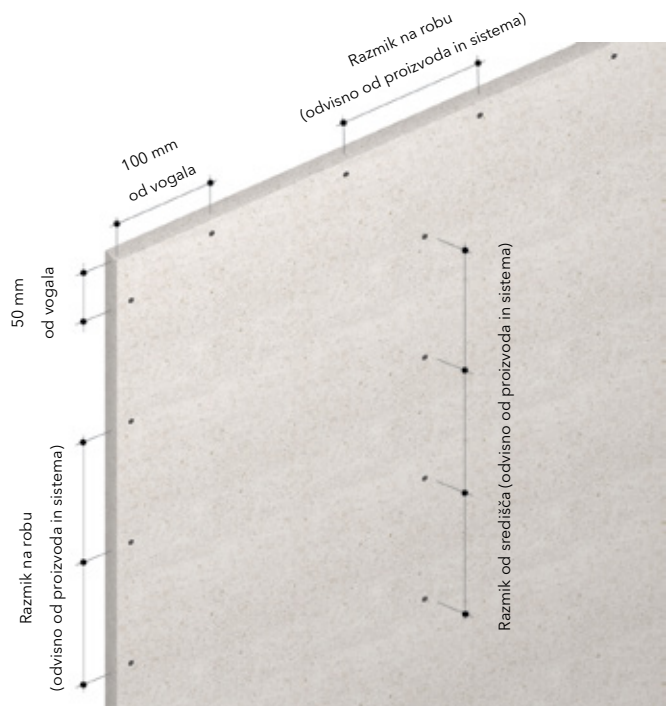 Razmik na robu
(odvisno od proizvoda in sistema)
100 mm
od vogala
50 mm
od vogala
Razmik od središča (odvisno od proizvoda in sistema)
Razmik na robu
(odvisno od proizvoda in sistema)